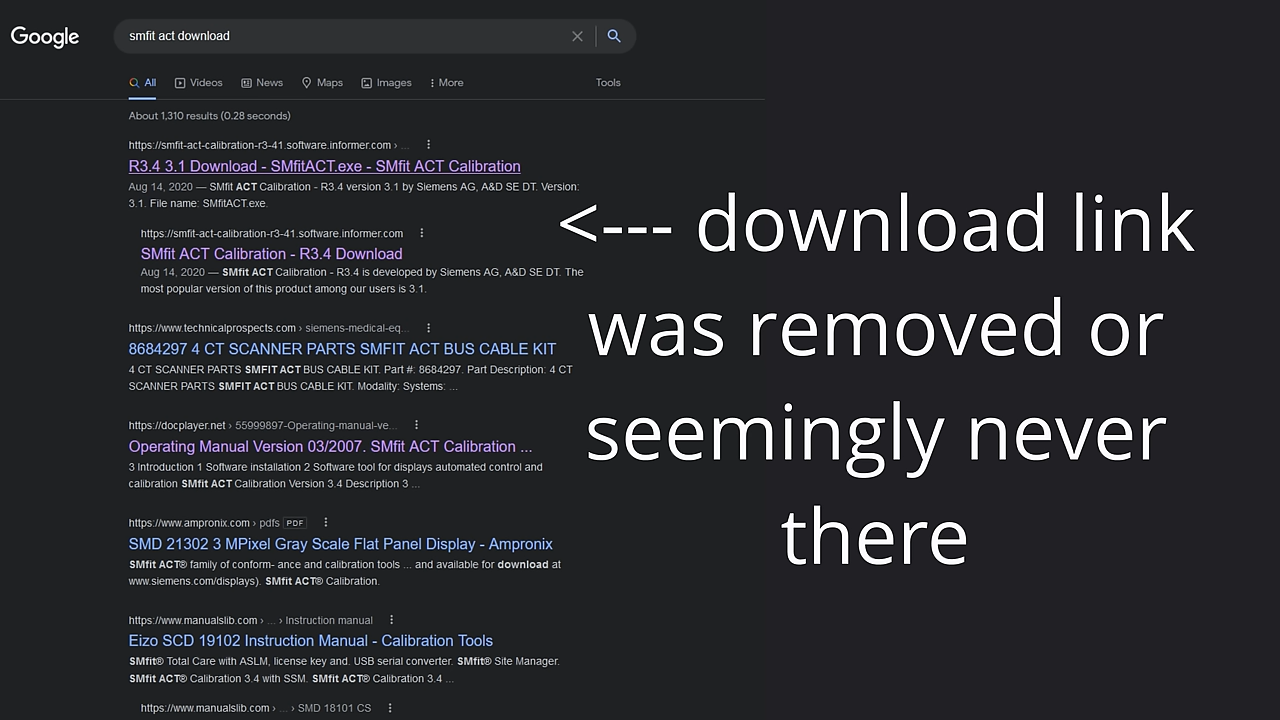 Google
smfit act download
All Videos News Maps Images More Tools
About 1,310 results (0.28 seconds)
https://smfit-act-calibration-r3-41.software.informer.com › ...
R3.4 3.1 Download - SMfitACT.exe - SMfit ACT Calibration
Aug 14, 2020 — SMfit ACT Calibration - R3.4 version 3.1 by Siemens AG, A&D SE DT. Version:
3.1. File name: SMfitACT.exe.
https://smfit-act-calibration-r3-41.software.informer.com
SMfit ACT Calibration - R3.4 Download
Aug 14, 2020 — SMfit ACT Calibration - R3.4 is developed by Siemens AG, A&D SE DT. The
most popular version of this product among our users is 3.1.
https://www.technicalprospects.com › siemens-medical-eq...
8684297 4 CT SCANNER PARTS SMFIT ACT BUS CABLE KIT
4 CT SCANNER PARTS SMFIT ACT BUS CABLE KIT. Part #: 8684297. Part Description: 4 CT
SCANNER PARTS SMFIT ACT BUS CABLE KIT. Modality: Systems: ...
https://docplayer.net › 55999897-Operating-manual-ve...
Operating Manual Version 03/2007. SMfit ACT Calibration ...
3 Introduction 1 Software installation 2 Software tool for displays automated control and
calibration SMfit ACT Calibration Version 3.4 Description 3 ...
https://www.ampronix.com › pdfs PDF
SMD 21302 3 MPixel Gray Scale Flat Panel Display - Ampronix
SMfit ACT® family of conform- ance and calibration tools ... and available for download at
www.siemens.com/displays). SMfit ACT® Calibration.
https://www.manualslib.com › ... › Instruction manual
Eizo SCD 19102 Instruction Manual - Calibration Tools
SMfit® Total Care with ASLM, license key and. USB serial converter. SMfit® Site Manager.
SMfit ACT® Calibration 3.4 with SSM. SMfit ACT® Calibration 3.4 ...
https://www.manualslib.com › ... › SMD 18101 CS
<--- download link
was removed or
seemingly never
there